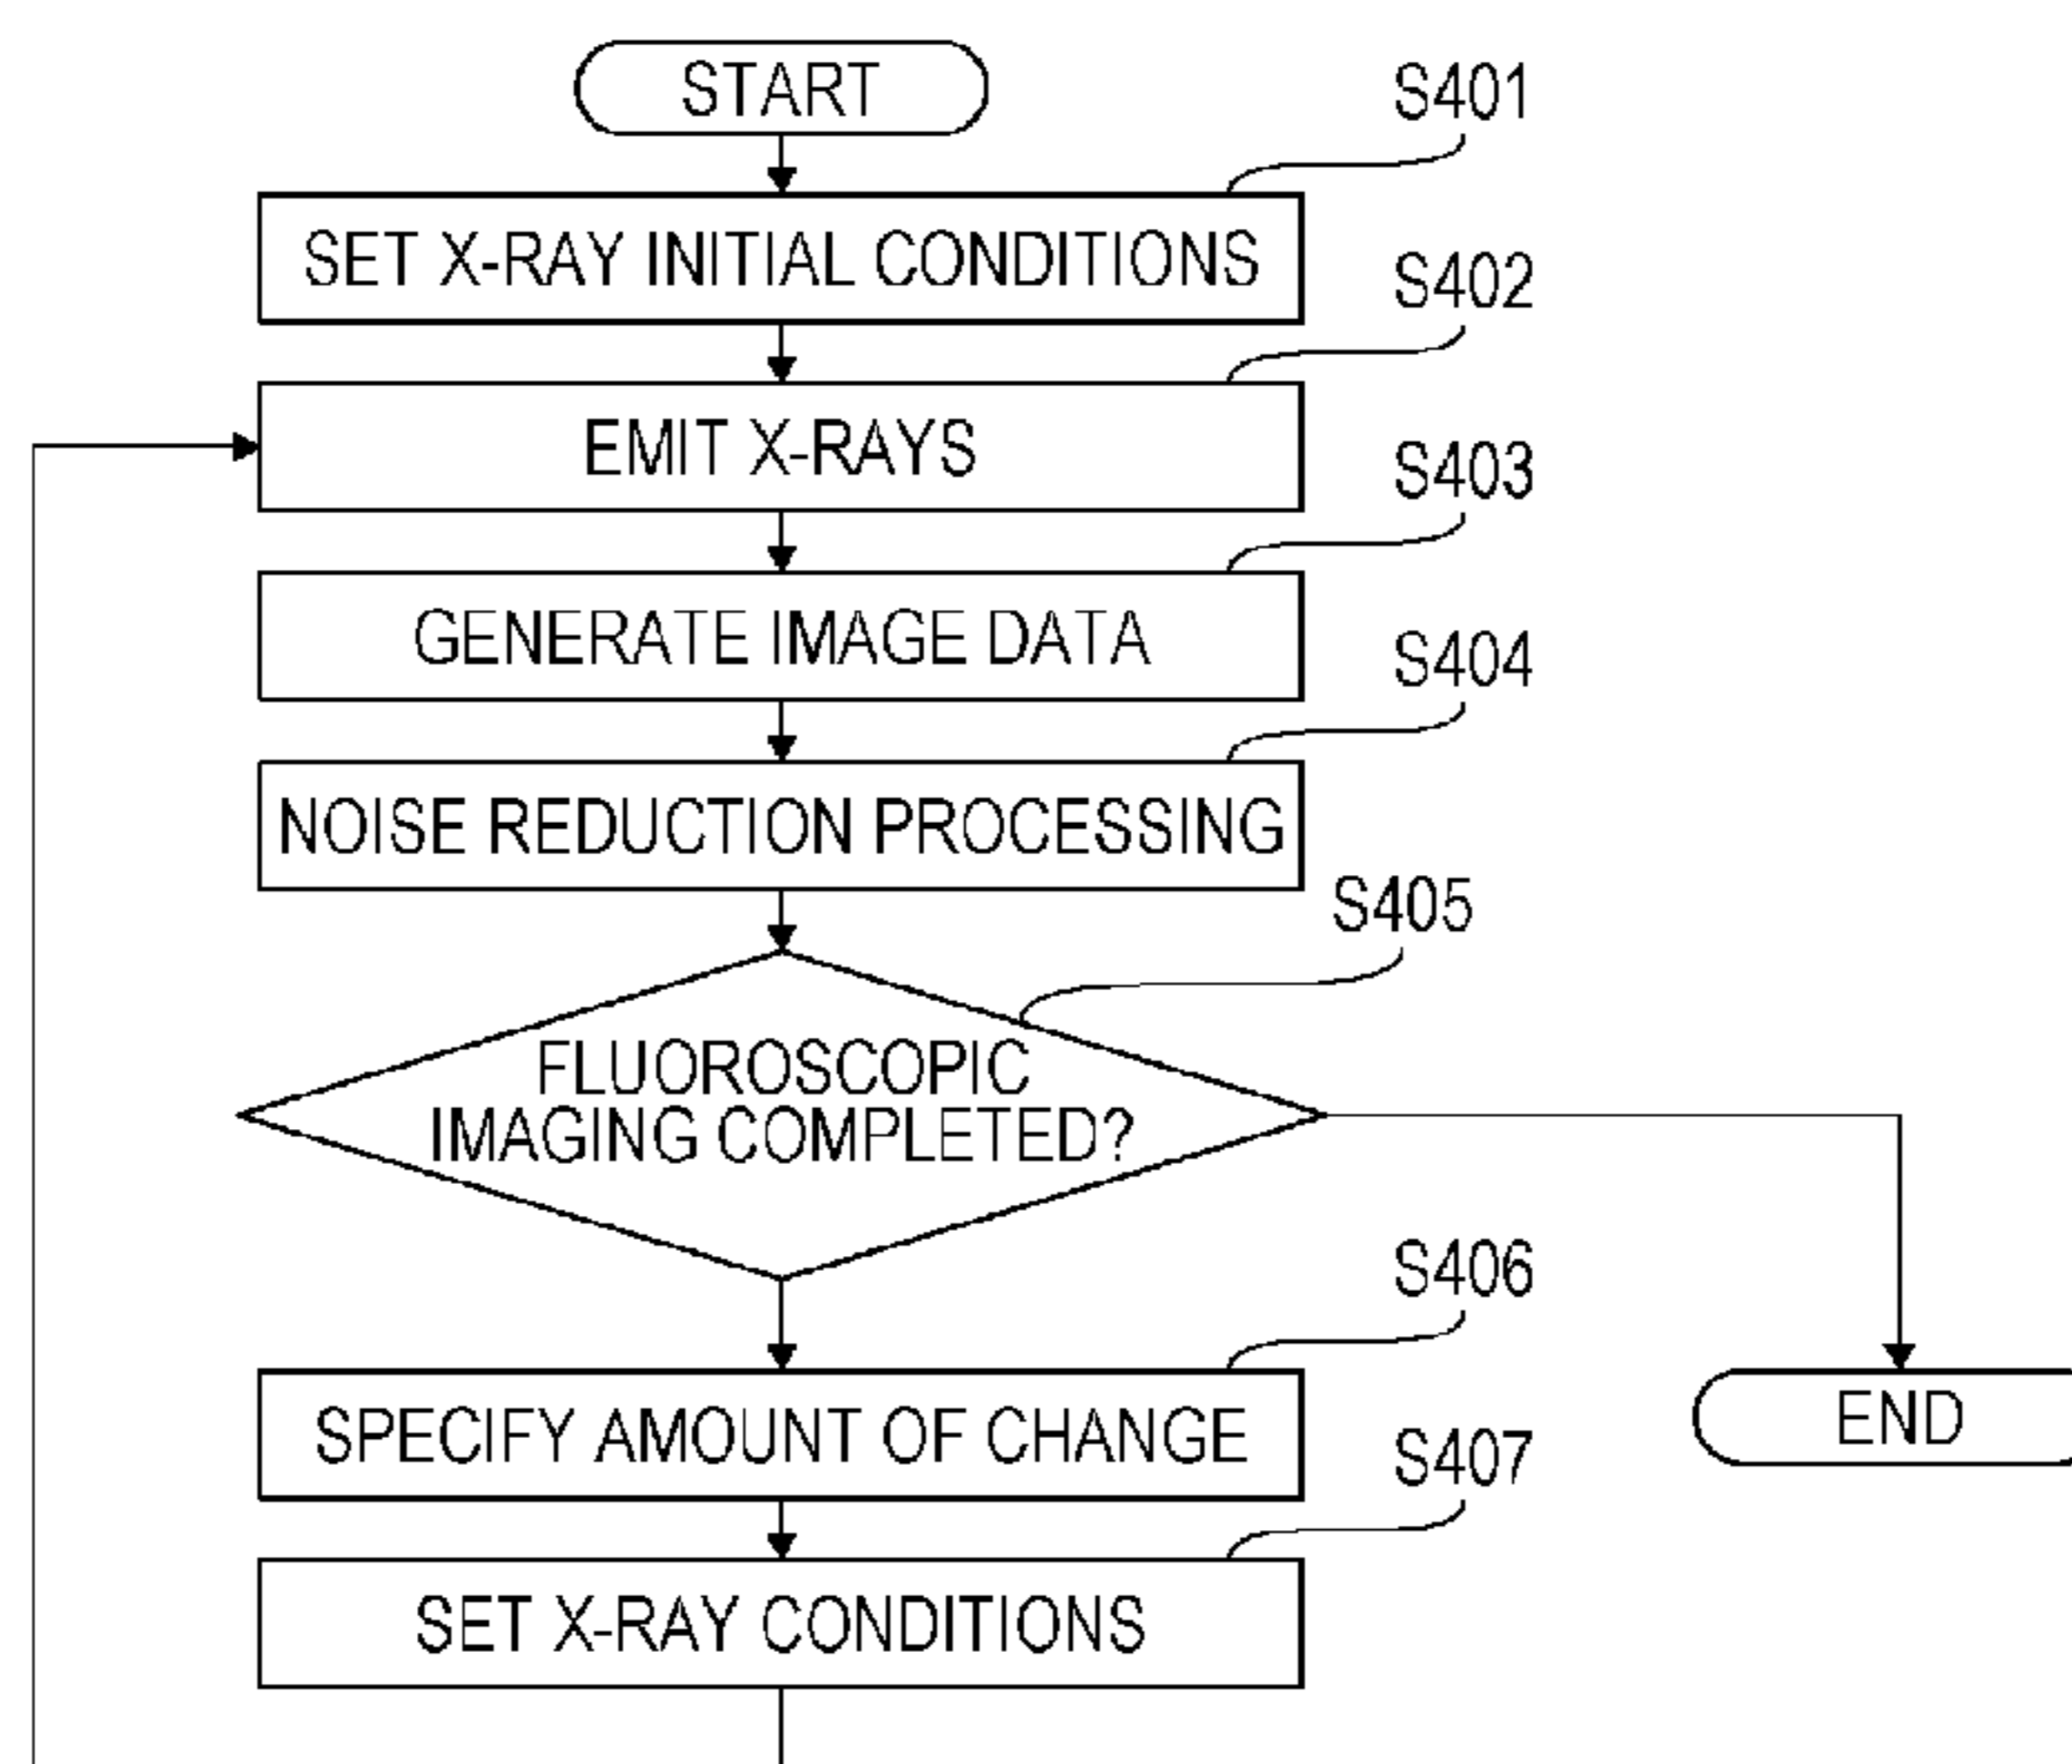 START
S401
SET X-RAY INITIAL CONDITIONS
S402
EMIT X-RAYS
S403
GENERATE IMAGE DATA
S404
NOISE REDUCTION PROCESSING
S405
FLUOROSCOPIC
IMAGING COMPLETED?
S406
SPECIFY AMOUNT OF CHANGE
END
S407
SET X-RAY CONDITIONS